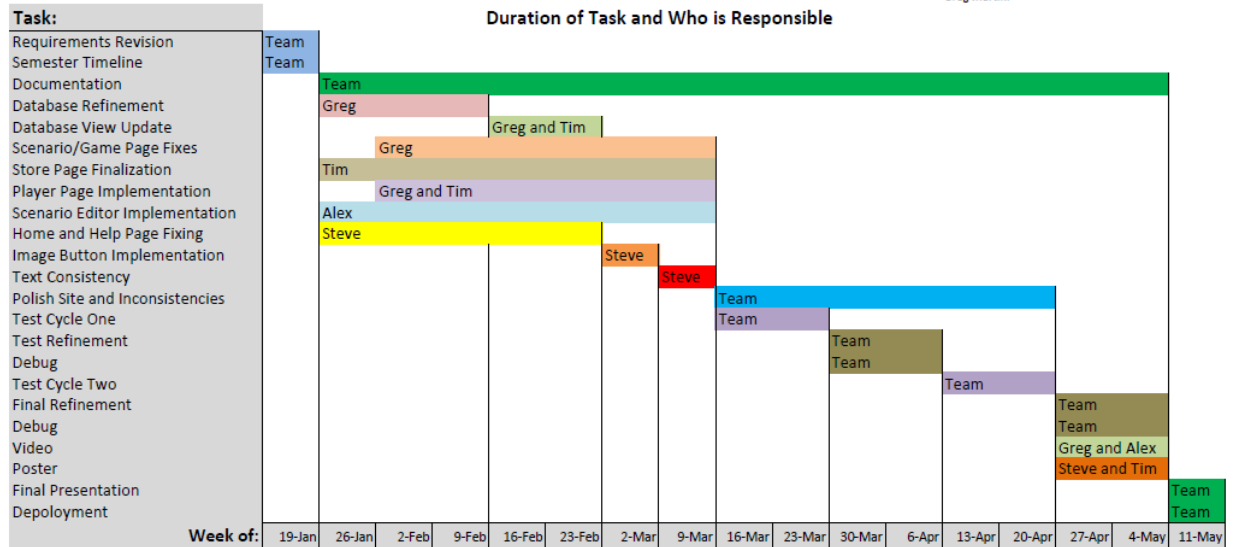 Task: Duration of Task and Who is Responsible
Requirements Revision Team
Semester Timeline Team
Documentation Team
Database Refinement Greg
Database View Update Greg and Tim
Scenario/Game Page Fixes Greg
Store Page Finalization Tim
Player Page Implementation Greg and Tim
Scenario Editor Implementation Alex
Home and Help Page Fixing Steve
Image Button Implementation Steve
Text Consistency Steve
Polish Site and Inconsistencies Team
Test Cycle One Team
Test Refinement Team
Debug Team
Test Cycle Two Team
Final Refinement Team
Debug Team
Video Greg and Alex
Poster Steve and Tim
Final Presentation Team
Depoloyment Team
Week of: 19-Jan 26-Jan 2-Feb 9-Feb 16-Feb 23-Feb 2-Mar 9-Mar 16-Mar 23-Mar 30-Mar 6-Apr 13-Apr 20-Apr 27-Apr 4-May 11-May